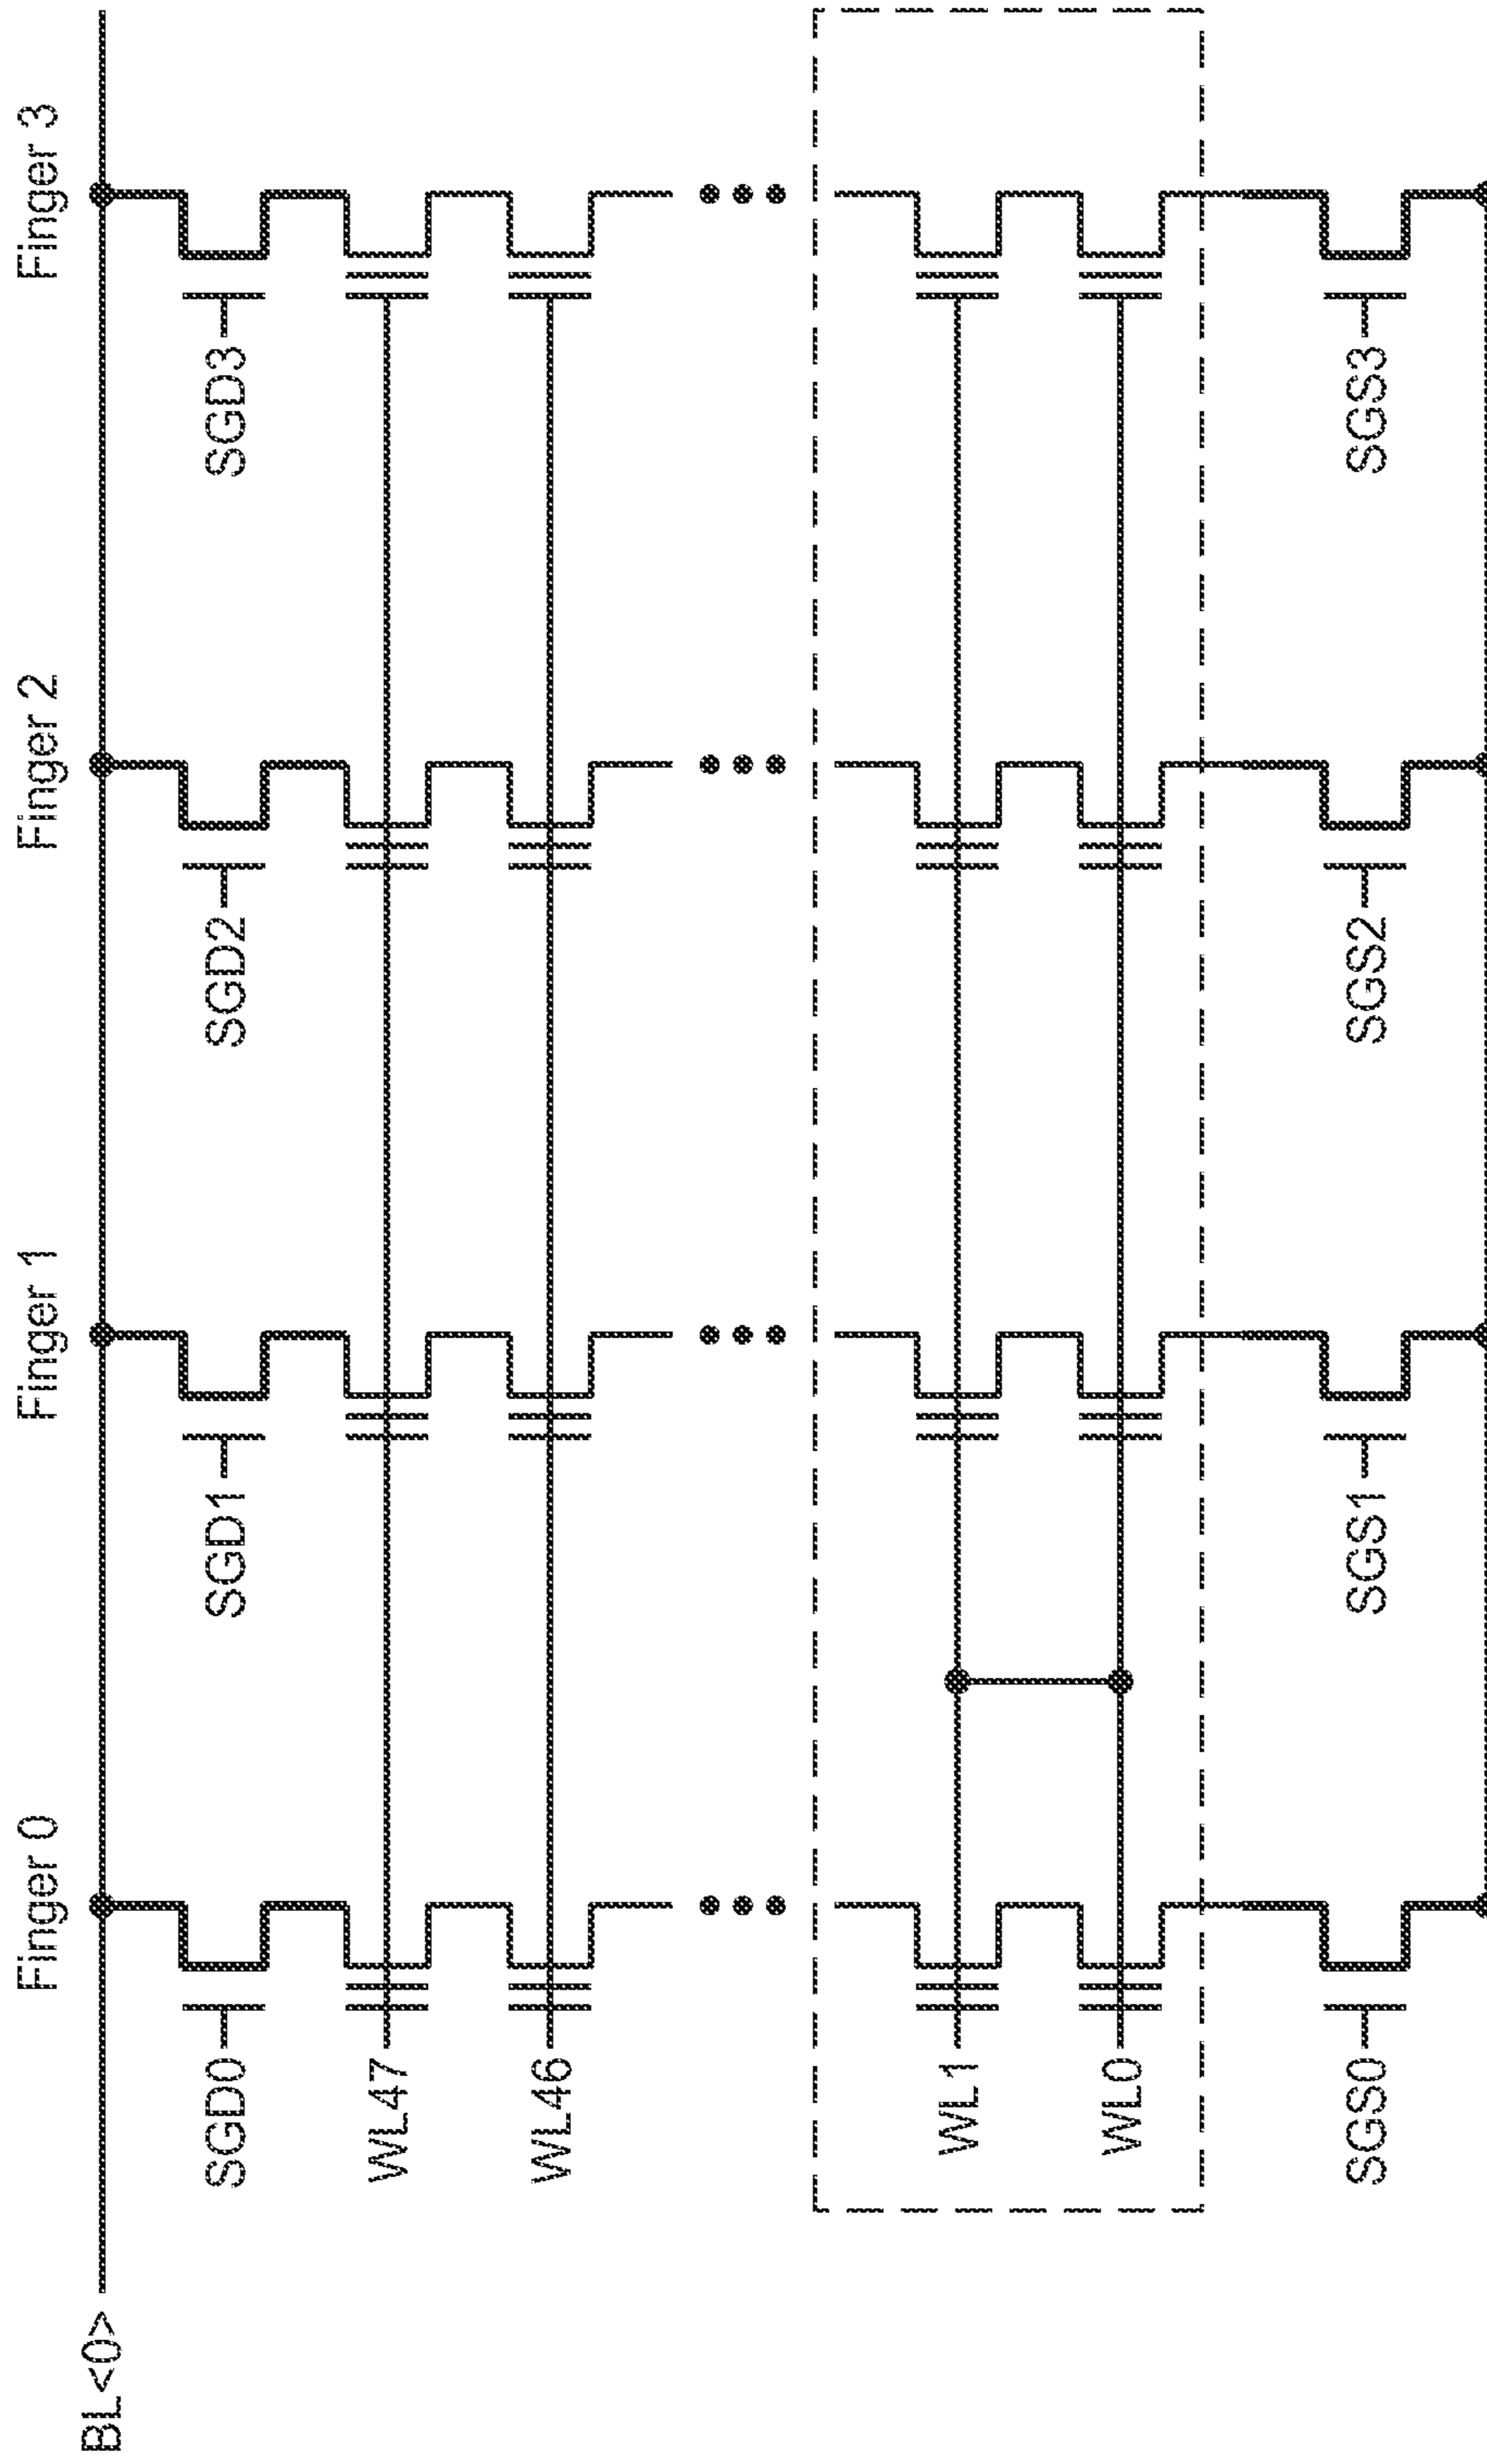 Finger 0 Finger 1 Finger 2 Finger 3
BL<0>
SGD0 SGD1 SGD2 SGD3
WL47
WL46
WL1
WL0
SGS0 SGS1 SGS2 SGS3